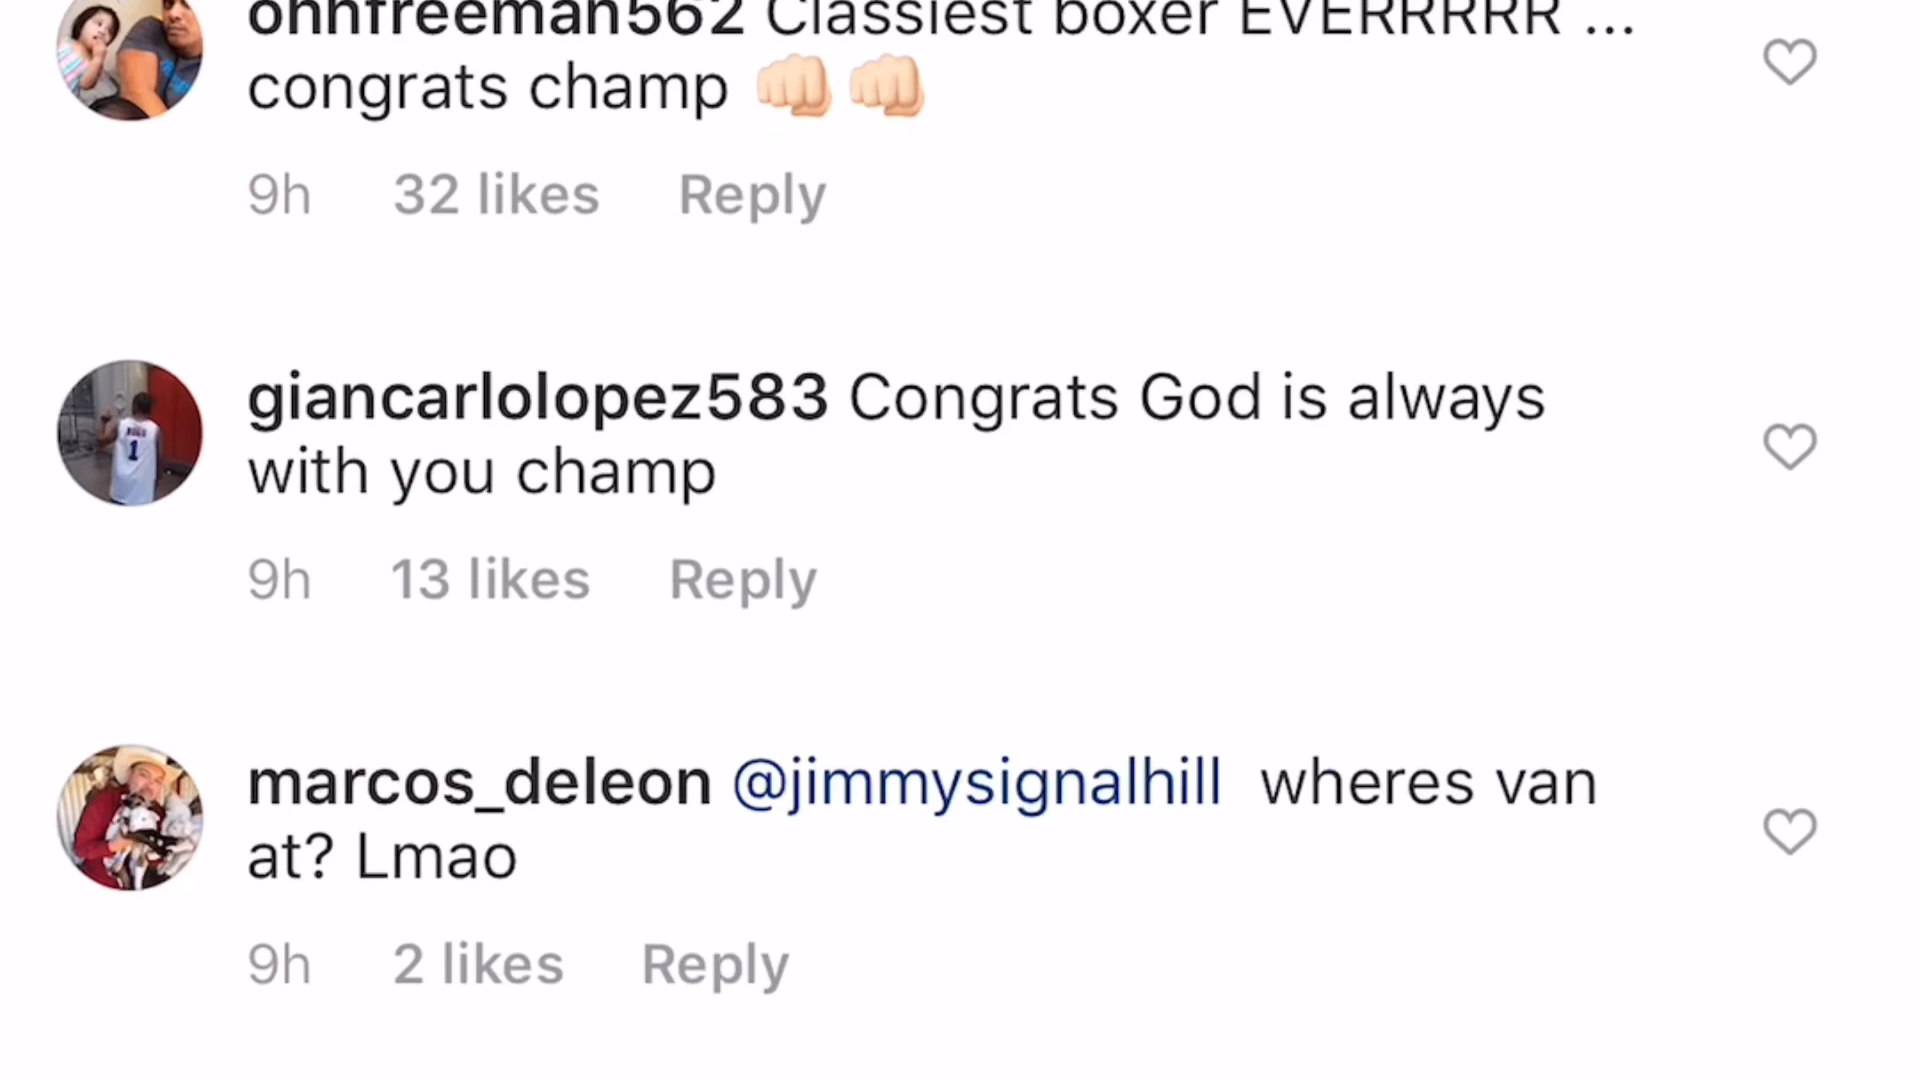 ohnfreeman562 Classiest boxer EVERRRRR ...
congrats champ 👊🏻👊🏻
9h 32 likes Reply
giancarlolopez583 Congrats God is always
with you champ
9h 13 likes Reply
marcos_deleon @jimmysignalhill wheres van
at? Lmao
9h 2 likes Reply